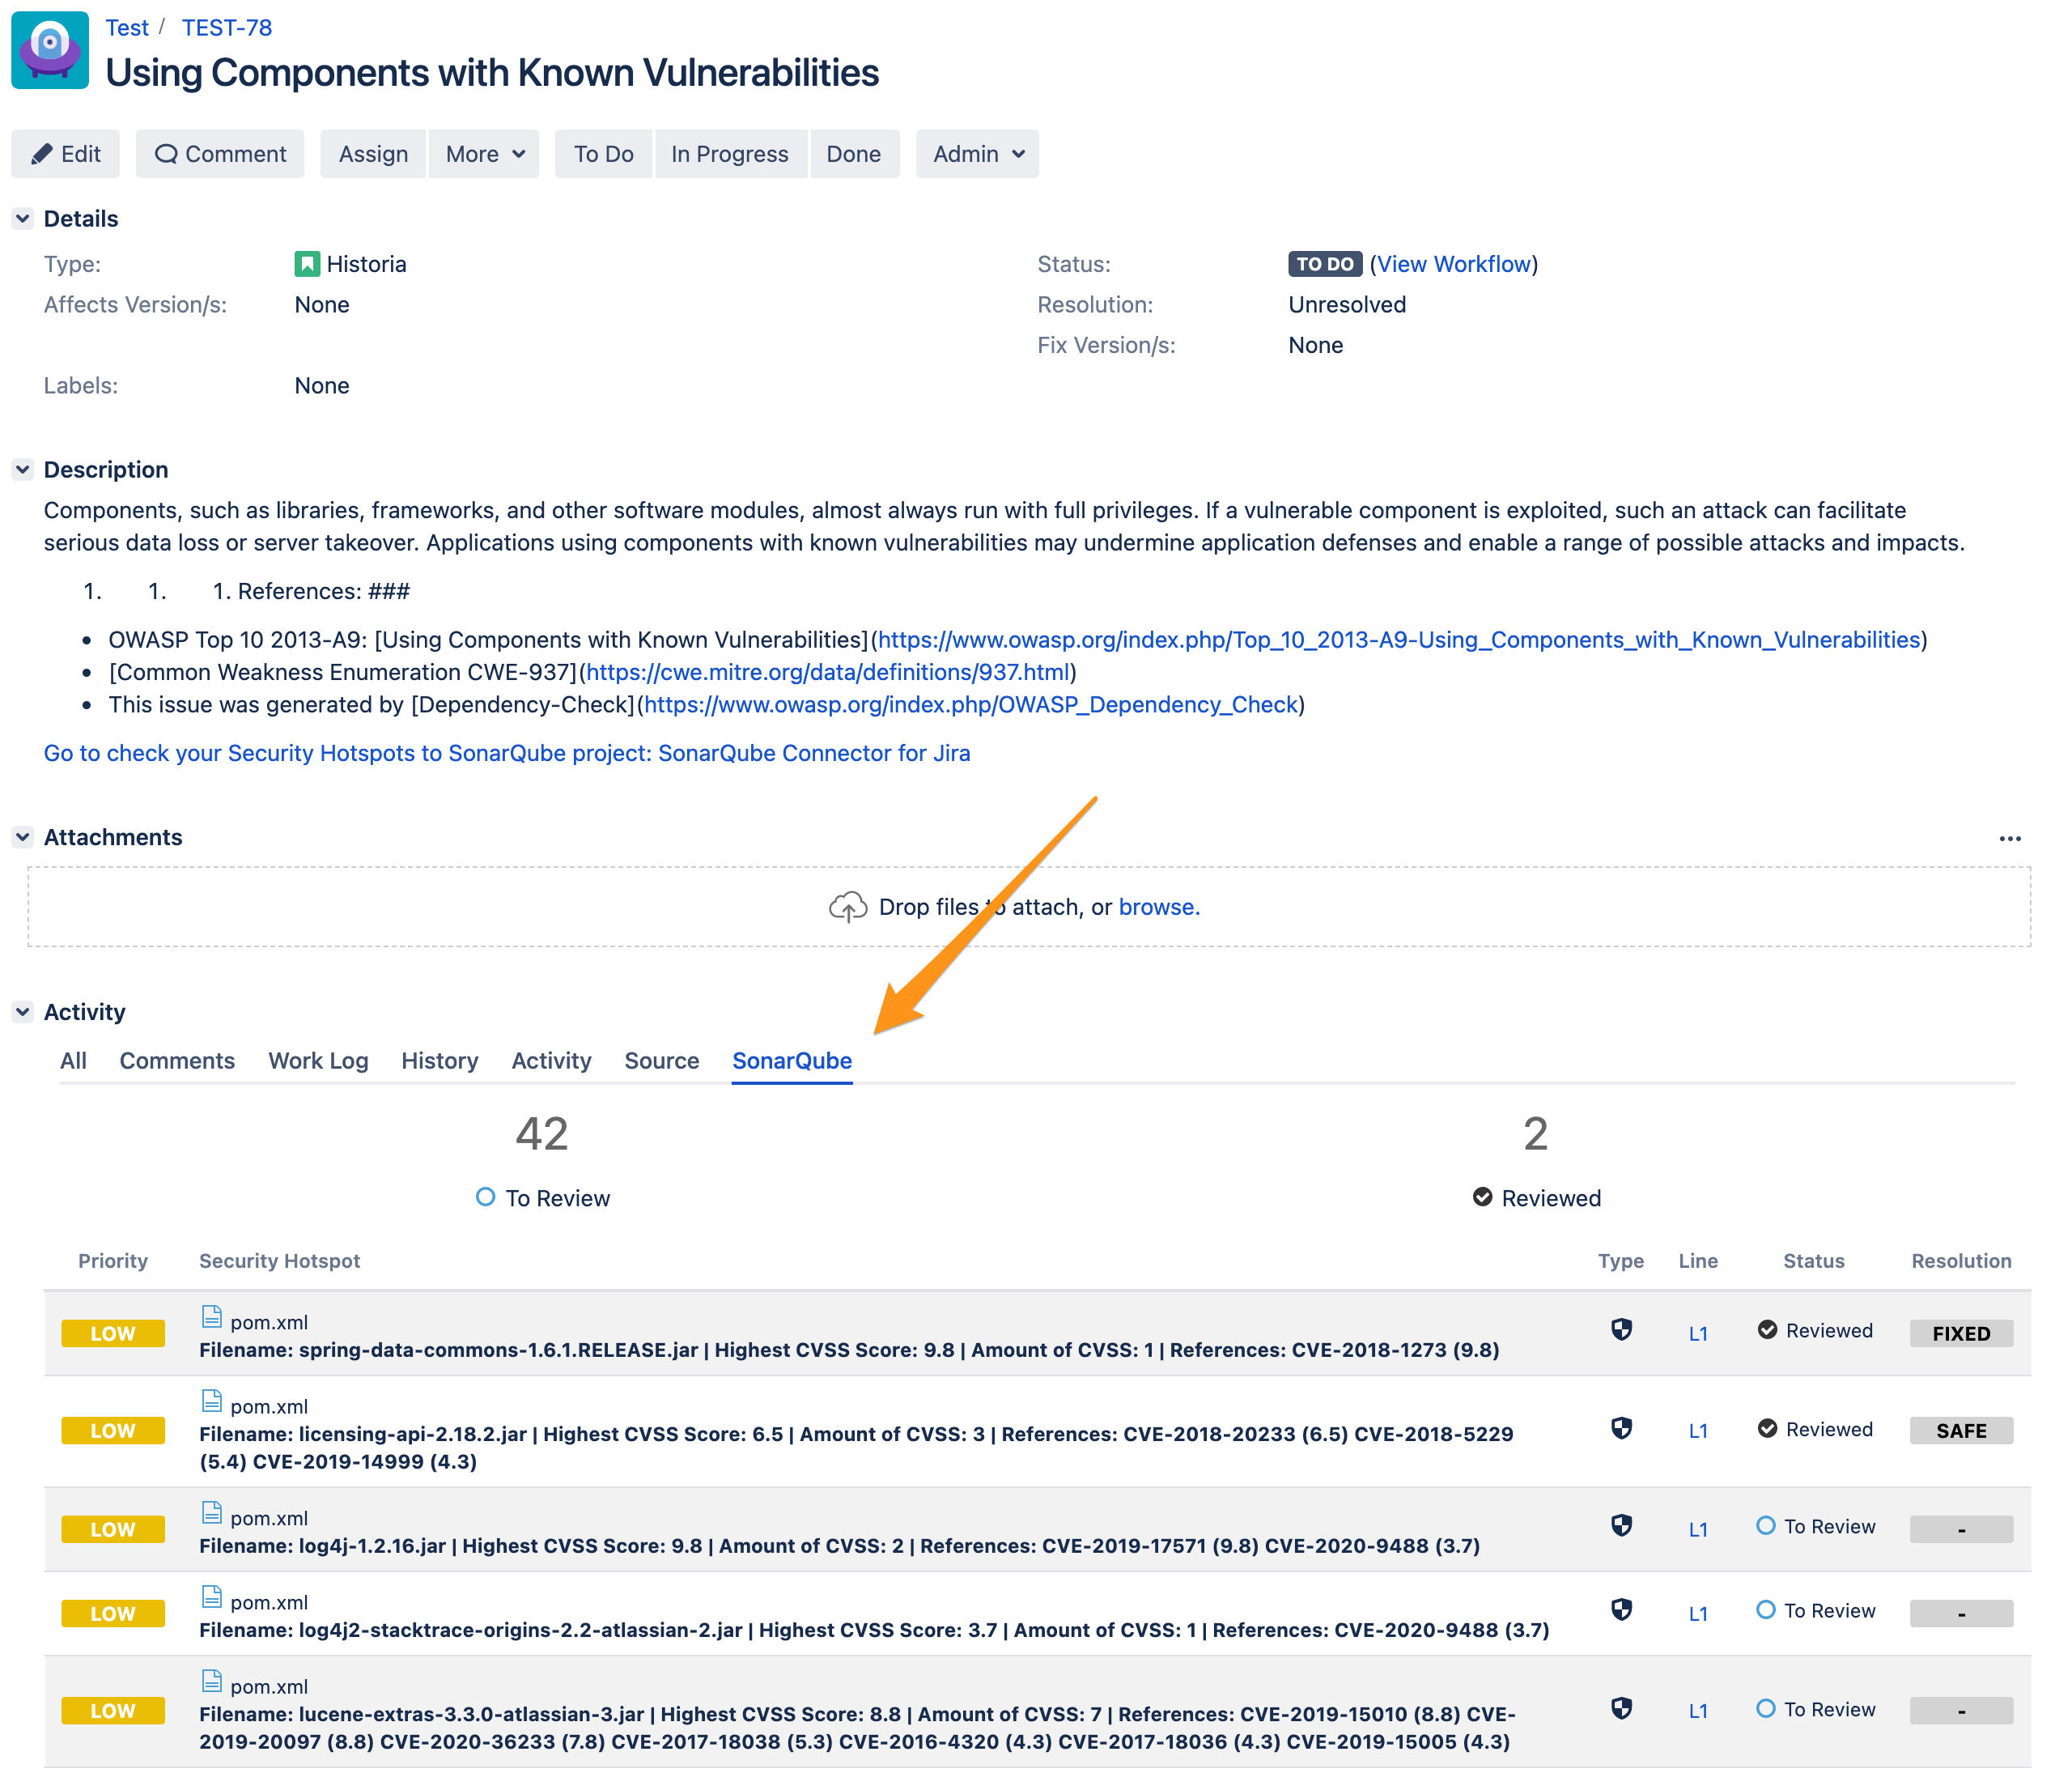 Test / TEST-78
Using Components with Known Vulnerabilities
Edit Comment Assign More To Do In Progress Done Admin
Details
Type: Historia Status: TO DO (View Workflow)
Affects Version/s: None Resolution: Unresolved
Fix Version/s: None
Labels: None
Description
Components, such as libraries, frameworks, and other software modules, almost always run with full privileges. If a vulnerable component is exploited, such an attack can facilitate
serious data loss or server takeover. Applications using components with known vulnerabilities may undermine application defenses and enable a range of possible attacks and impacts.
1. 1. 1. References: ###
• OWASP Top 10 2013-A9: [Using Components with Known Vulnerabilities](https://www.owasp.org/index.php/Top_10_2013-A9-Using_Components_with_Known_Vulnerabilities)
• [Common Weakness Enumeration CWE-937](https://cwe.mitre.org/data/definitions/937.html)
• This issue was generated by [Dependency-Check](https://www.owasp.org/index.php/OWASP_Dependency_Check)
Go to check your Security Hotspots to SonarQube project: SonarQube Connector for Jira
Attachments ...
Drop files to attach, or browse.
Activity
All Comments Work Log History Activity Source SonarQube
42 2
To Review Reviewed
Priority Security Hotspot Type Line Status Resolution
pom.xml
LOW L1 Reviewed FIXED
Filename: spring-data-commons-1.6.1.RELEASE.jar | Highest CVSS Score: 9.8 | Amount of CVSS: 1 | References: CVE-2018-1273 (9.8)
pom.xml
LOW Filename: licensing-api-2.18.2.jar | Highest CVSS Score: 6.5 | Amount of CVSS: 3 | References: CVE-2018-20233 (6.5) CVE-2018-5229 L1 Reviewed SAFE
(5.4) CVE-2019-14999 (4.3)
pom.xml
LOW L1 To Review -
Filename: log4j-1.2.16.jar | Highest CVSS Score: 9.8 | Amount of CVSS: 2 | References: CVE-2019-17571 (9.8) CVE-2020-9488 (3.7)
pom.xml
LOW L1 To Review -
Filename: log4j2-stacktrace-origins-2.2-atlassian-2.jar | Highest CVSS Score: 3.7 | Amount of CVSS: 1 | References: CVE-2020-9488 (3.7)
pom.xml
LOW Filename: lucene-extras-3.3.0-atlassian-3.jar | Highest CVSS Score: 8.8 | Amount of CVSS: 7 | References: CVE-2019-15010 (8.8) CVE- L1 To Review -
2019-20097 (8.8) CVE-2020-36233 (7.8) CVE-2017-18038 (5.3) CVE-2016-4320 (4.3) CVE-2017-18036 (4.3) CVE-2019-15005 (4.3)